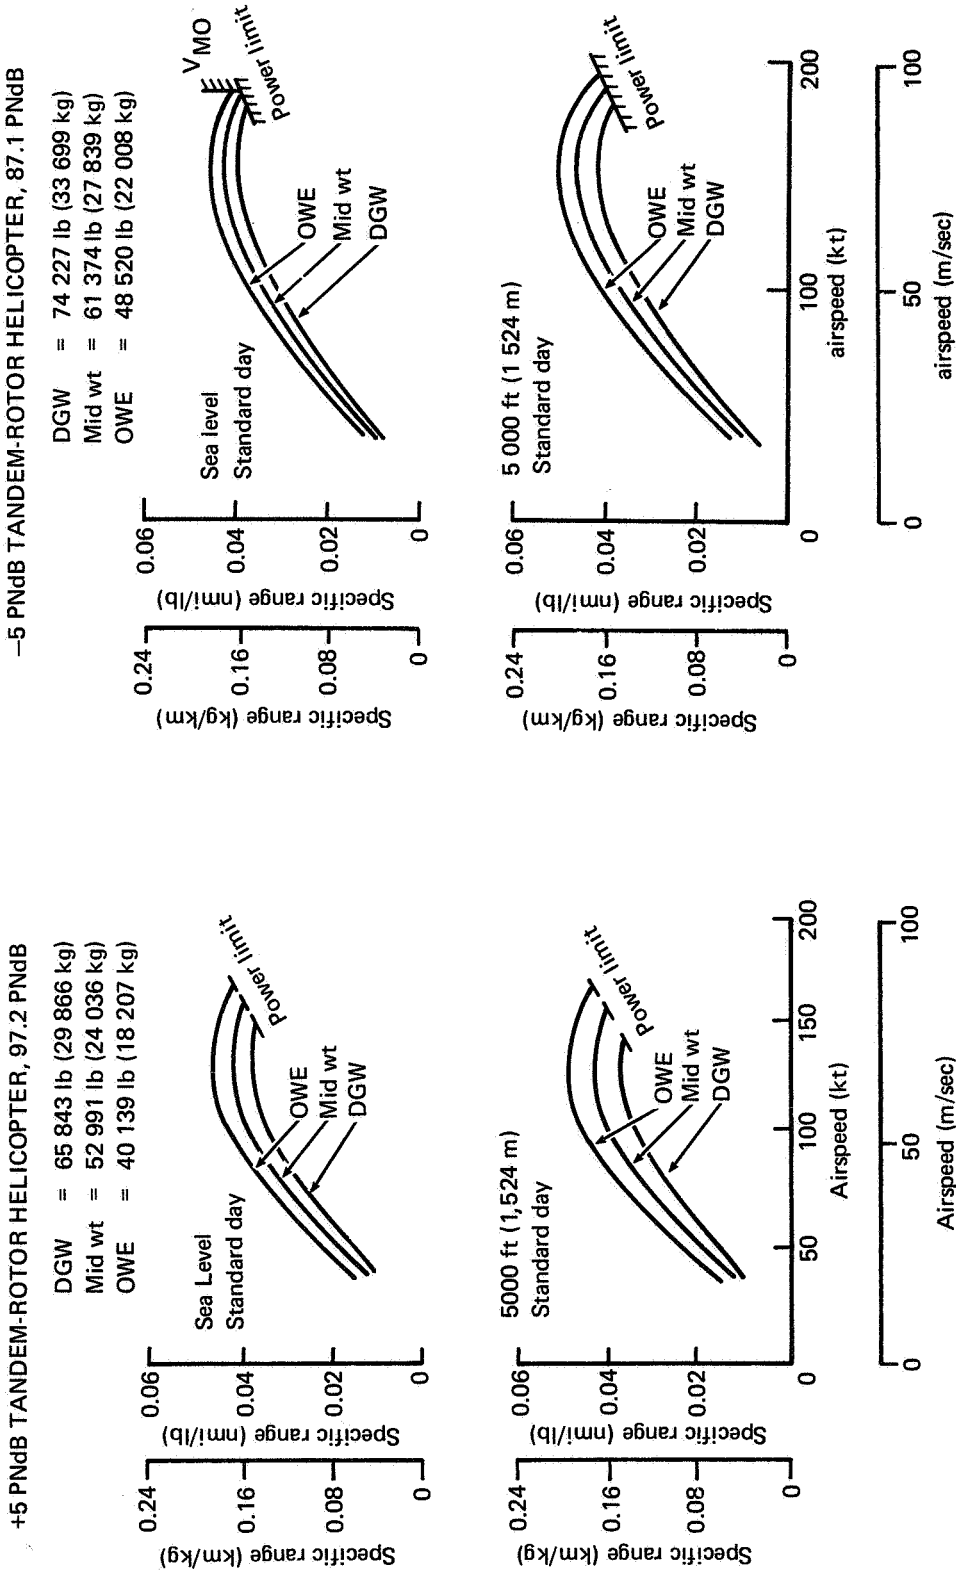 +5 PNdB TANDEM-ROTOR HELICOPTER, 97.2 PNdB
DGW = 65 843 lb (29 866 kg)
Mid wt = 52 991 lb (24 036 kg)
OWE = 40 139 lb (18 207 kg)
Specific range (km/kg)
0.24
0.16
0.08
0
Specific range (nmi/lb)
0.06
0.04
0.02
0
Sea Level
Standard day
Power limit
OWE
Mid wt
DGW
Specific range (km/kg)
0.24
0.16
0.08
0
Specific range (nmi/lb)
0.06
0.04
0.02
0
5000 ft (1,524 m)
Standard day
Power limit
OWE
Mid wt
DGW
0 50 100 150 200
Airspeed (kt)
0 50 100
Airspeed (m/sec)
−5 PNdB TANDEM-ROTOR HELICOPTER, 87.1 PNdB
DGW = 74 227 lb (33 699 kg)
Mid wt = 61 374 lb (27 839 kg)
OWE = 48 520 lb (22 008 kg)
Specific range (kg/km)
0.24
0.16
0.08
0
Specific range (nmi/lb)
0.06
0.04
0.02
0
Sea level
Standard day
VMO
Power limit
OWE
Mid wt
DGW
Specific range (kg/km)
0.24
0.16
0.08
0
Specific range (nmi/lb)
0.06
0.04
0.02
0
5 000 ft (1 524 m)
Standard day
Power limit
OWE
Mid wt
DGW
0 100 200
airspeed (kt)
0 50 100
airspeed (m/sec)